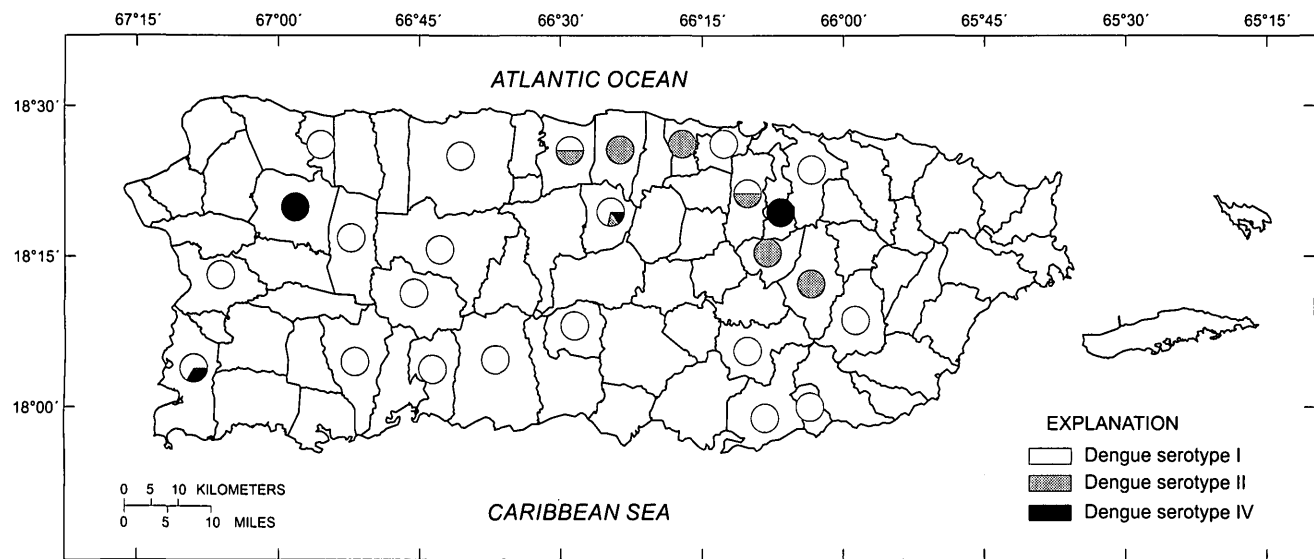 67°15′ 67°00′ 66°45′ 66°30′ 66°15′ 66°00′ 65°45′ 65°30′ 65°15′
ATLANTIC OCEAN
18°30′
18°15′
18°00′
EXPLANATION
Dengue serotype I
Dengue serotype II
Dengue serotype IV
0 5 10 KILOMETERS
0 5 10 MILES
CARIBBEAN SEA